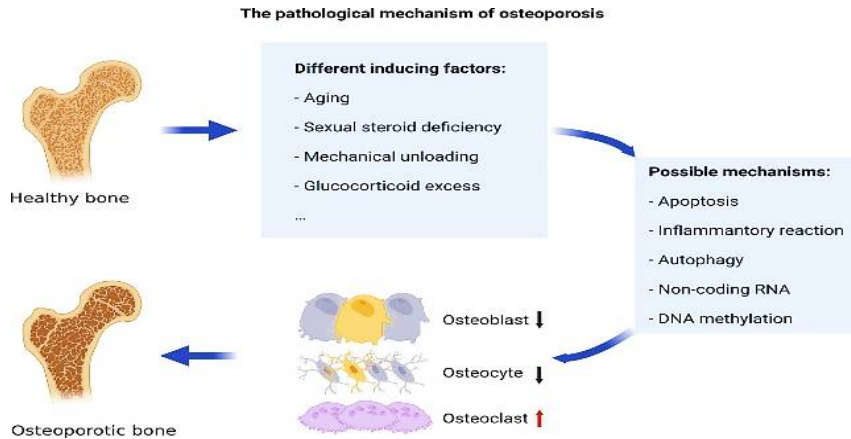 The pathological mechanism of osteoporosis
Different inducing factors:
- Aging
- Sexual steroid deficiency
- Mechanical unloading
- Glucocorticoid excess
...
Healthy bone
Possible mechanisms:
- Apoptosis
- Inflammantory reaction
- Autophagy
- Non-coding RNA
- DNA methylation
Osteoblast
Osteocyte
Osteoclast
Osteoporotic bone